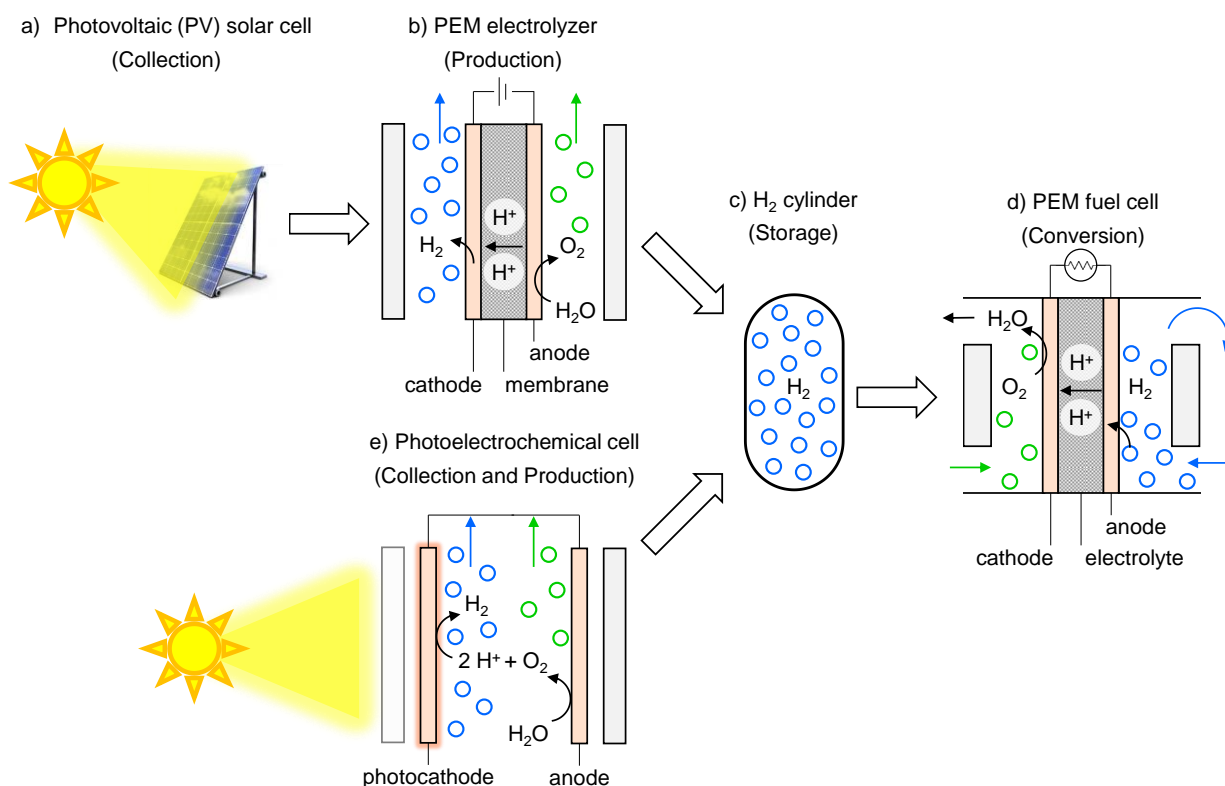 a) Photovoltaic (PV) solar cell
(Collection)
b) PEM electrolyzer
(Production)
H⁺
H₂
O₂
H⁺
H₂O
anode
cathode
membrane
c) H₂ cylinder
(Storage)
H₂
d) PEM fuel cell
(Conversion)
H₂O
H⁺
O₂
H₂
H⁺
anode
cathode
electrolyte
e) Photoelectrochemical cell
(Collection and Production)
H₂
2 H⁺ + O₂
H₂O
photocathode
anode